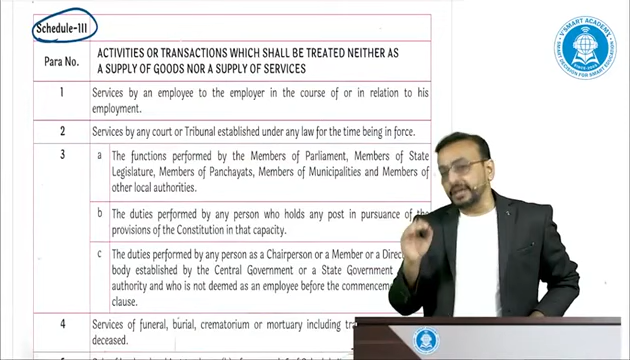 V'SMART ACADEMY
SMART DECISION FOR SMART EDUCATION
Schedule-III
Para No.
ACTIVITIES OR TRANSACTIONS WHICH SHALL BE TREATED NEITHER AS
A SUPPLY OF GOODS NOR A SUPPLY OF SERVICES
1
Services by an employee to the employer in the course of or in relation to his
employment.
2
Services by any court or Tribunal established under any law for the time being in force.
3
a
The functions performed by the Members of Parliament, Members of State
Legislature, Members of Panchayats, Members of Municipalities and Members of
other local authorities.
b
The duties performed by any person who holds any post in pursuance of the
provisions of the Constitution in that capacity.
c
The duties performed by any person as a Chairperson or a Member or a Direc
body established by the Central Government or a State Government
authority and who is not deemed as an employee before the commencem
clause.
4
Services of funeral, burial, crematorium or mortuary including tra
deceased.